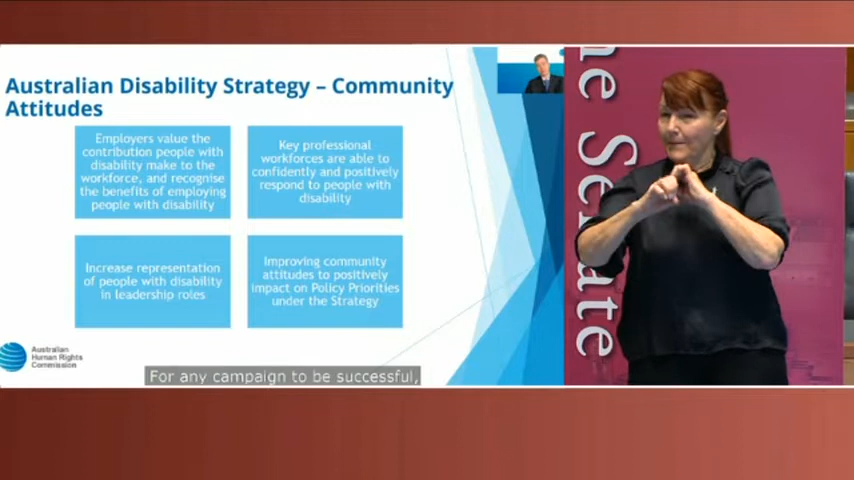 Australian Disability Strategy – Community
Attitudes
Employers value the
contribution people with
disability make to the
workforce, and recognise
the benefits of employing
people with disability
Key professional
workforces are able to
confidently and positively
respond to people with
disability
Increase representation
of people with disability
in leadership roles
Improving community
attitudes to positively
impact on Policy Priorities
under the Strategy
Australian
Human Rights
Commission
For any campaign to be successful,
he Senate